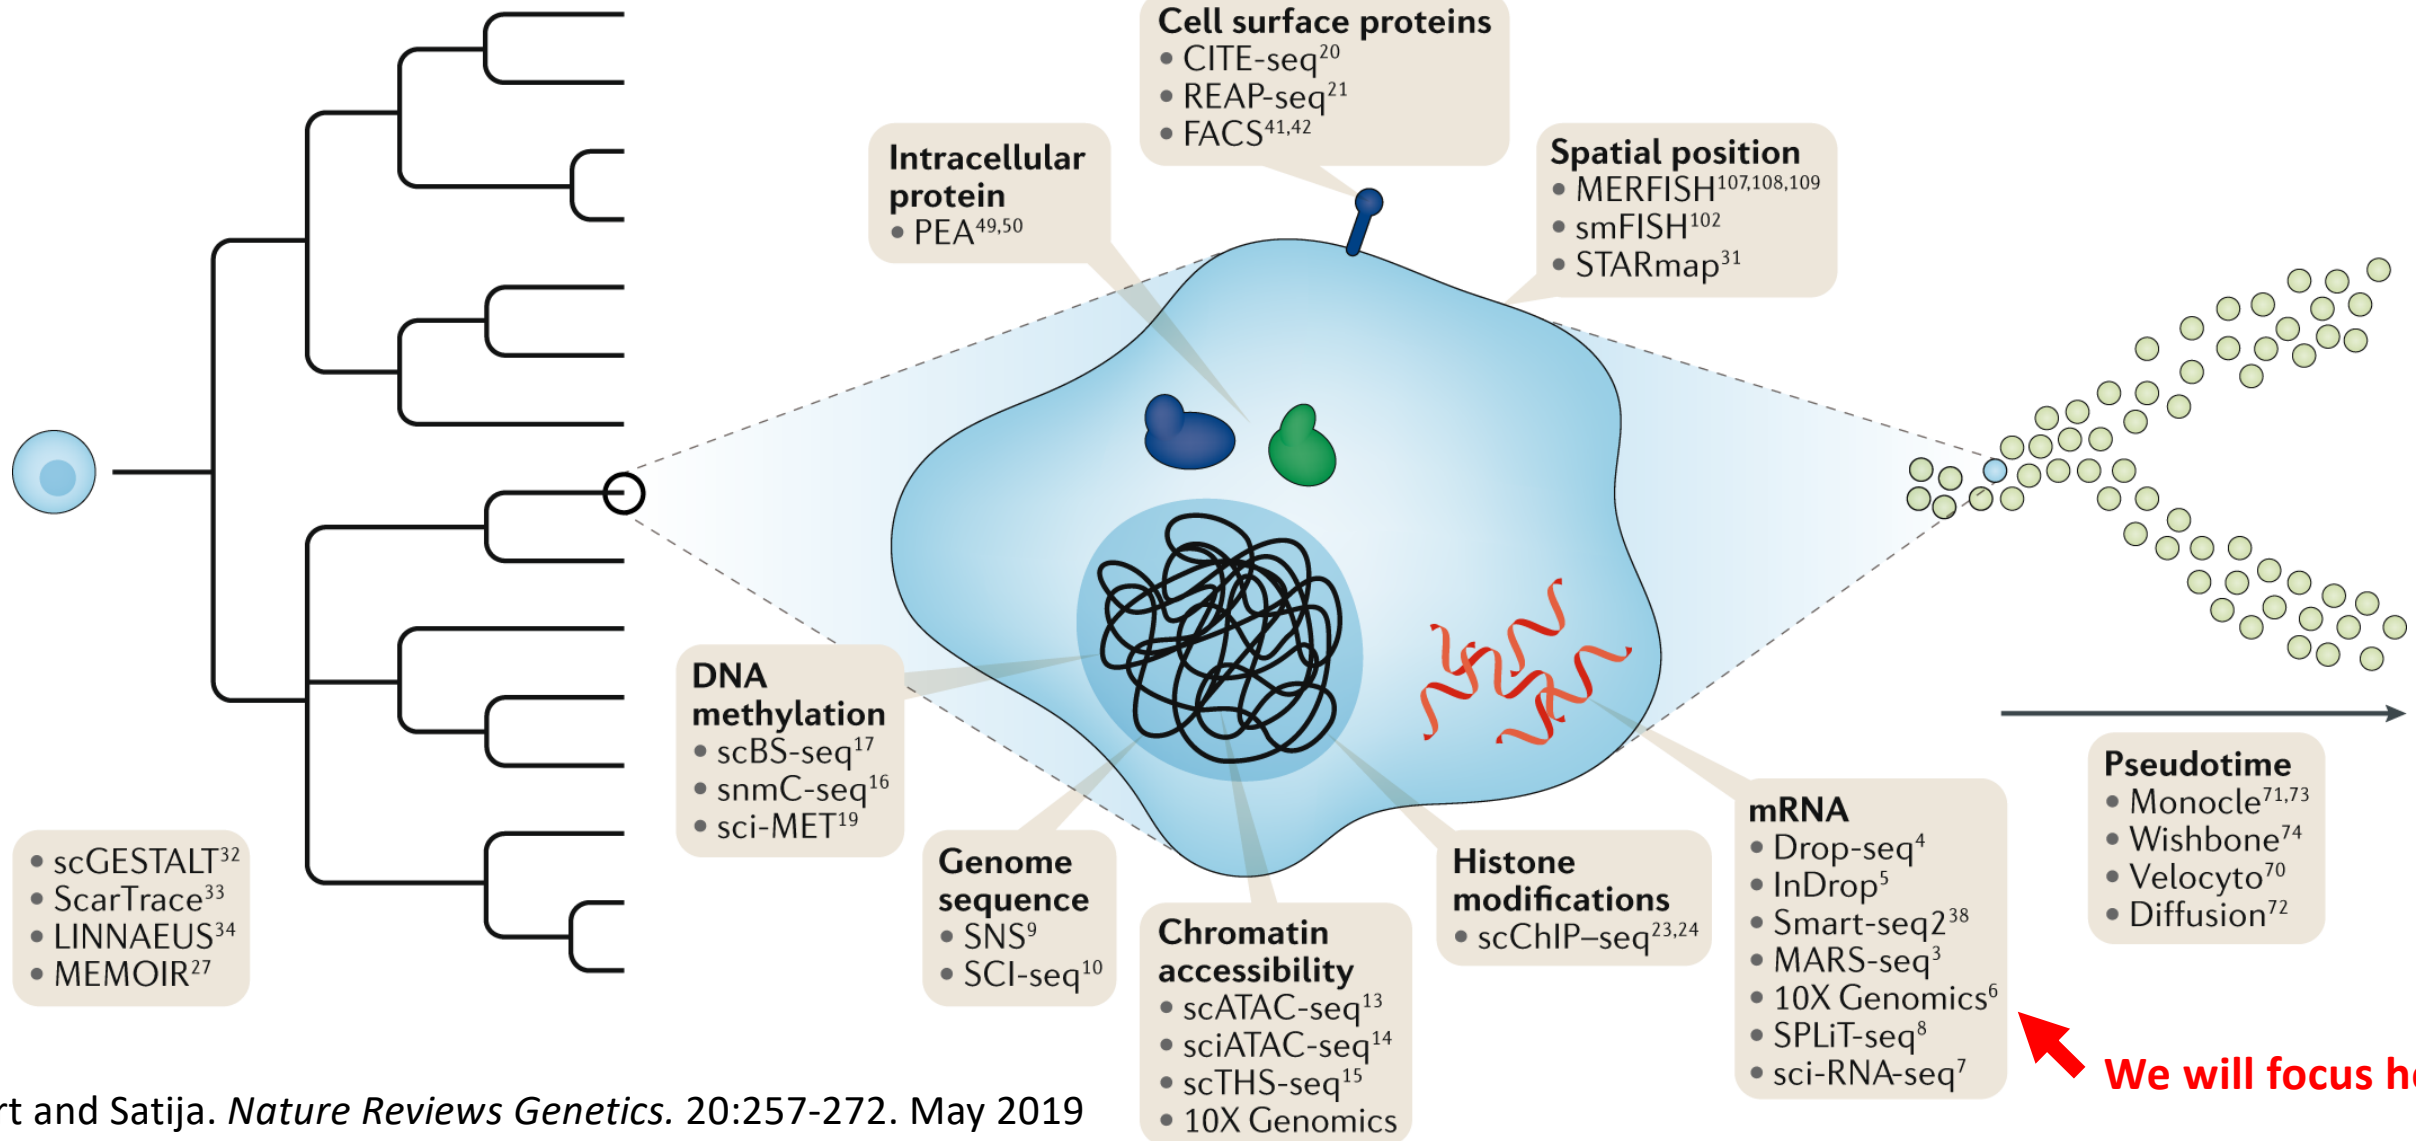 Cell surface proteins
• CITE-seq20
• REAP-seq21
• FACS41,42
Intracellular
protein
• PEA49,50
Spatial position
• MERFISH107,108,109
• smFISH102
• STARmap31
DNA
methylation
• scBS-seq17
• snmC-seq16
• sci-MET19
• scGESTALT32
• ScarTrace33
• LINNAEUS34
• MEMOIR27
Genome
sequence
• SNS9
• SCI-seq10
Chromatin
accessibility
• scATAC-seq13
• sciATAC-seq14
• scTHS-seq15
• 10X Genomics
Histone
modifications
• scChIP–seq23,24
mRNA
• Drop-seq4
• InDrop5
• Smart-seq238
• MARS-seq3
• 10X Genomics6
• SPLiT-seq8
• sci-RNA-seq7
Pseudotime
• Monocle71,73
• Wishbone74
• Velocyto70
• Diffusion72
We will focus
and Satija. Nature Reviews Genetics. 20:257-272. May 2019